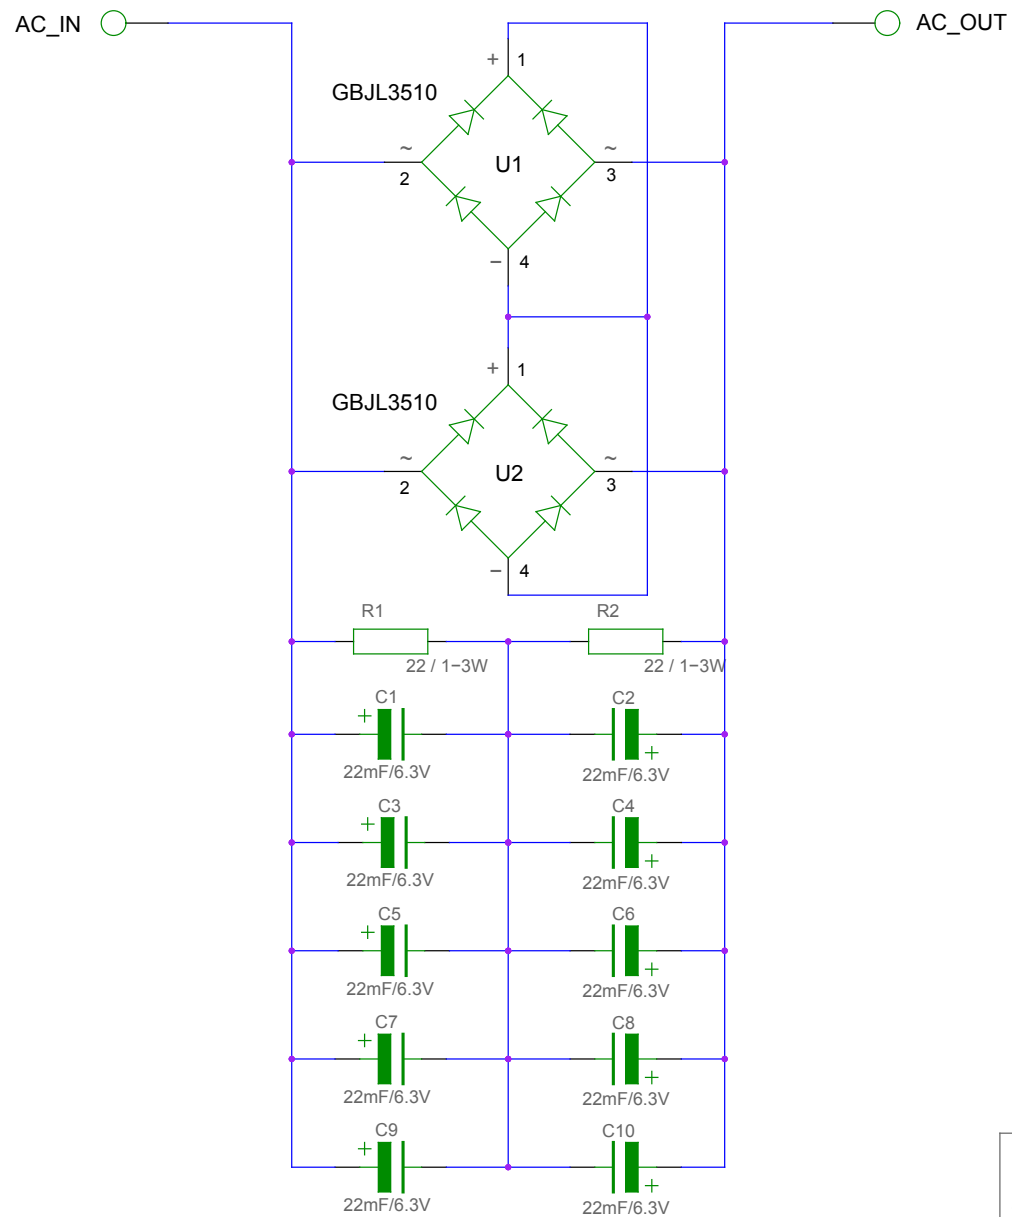 AC_IN
AC_OUT
+ 1
GBJL3510
~ ~
2 U1 3
− 4
+ 1
GBJL3510
~ ~
2 U2 3
− 4
R1 R2
22 / 1−3W 22 / 1−3W
C1 C2
+ +
22mF/6.3V 22mF/6.3V
C3 C4
+ +
22mF/6.3V 22mF/6.3V
C5 C6
+ +
22mF/6.3V 22mF/6.3V
C7 C8
+ +
22mF/6.3V 22mF/6.3V
C9 C10
+ +
22mF/6.3V 22mF/6.3V